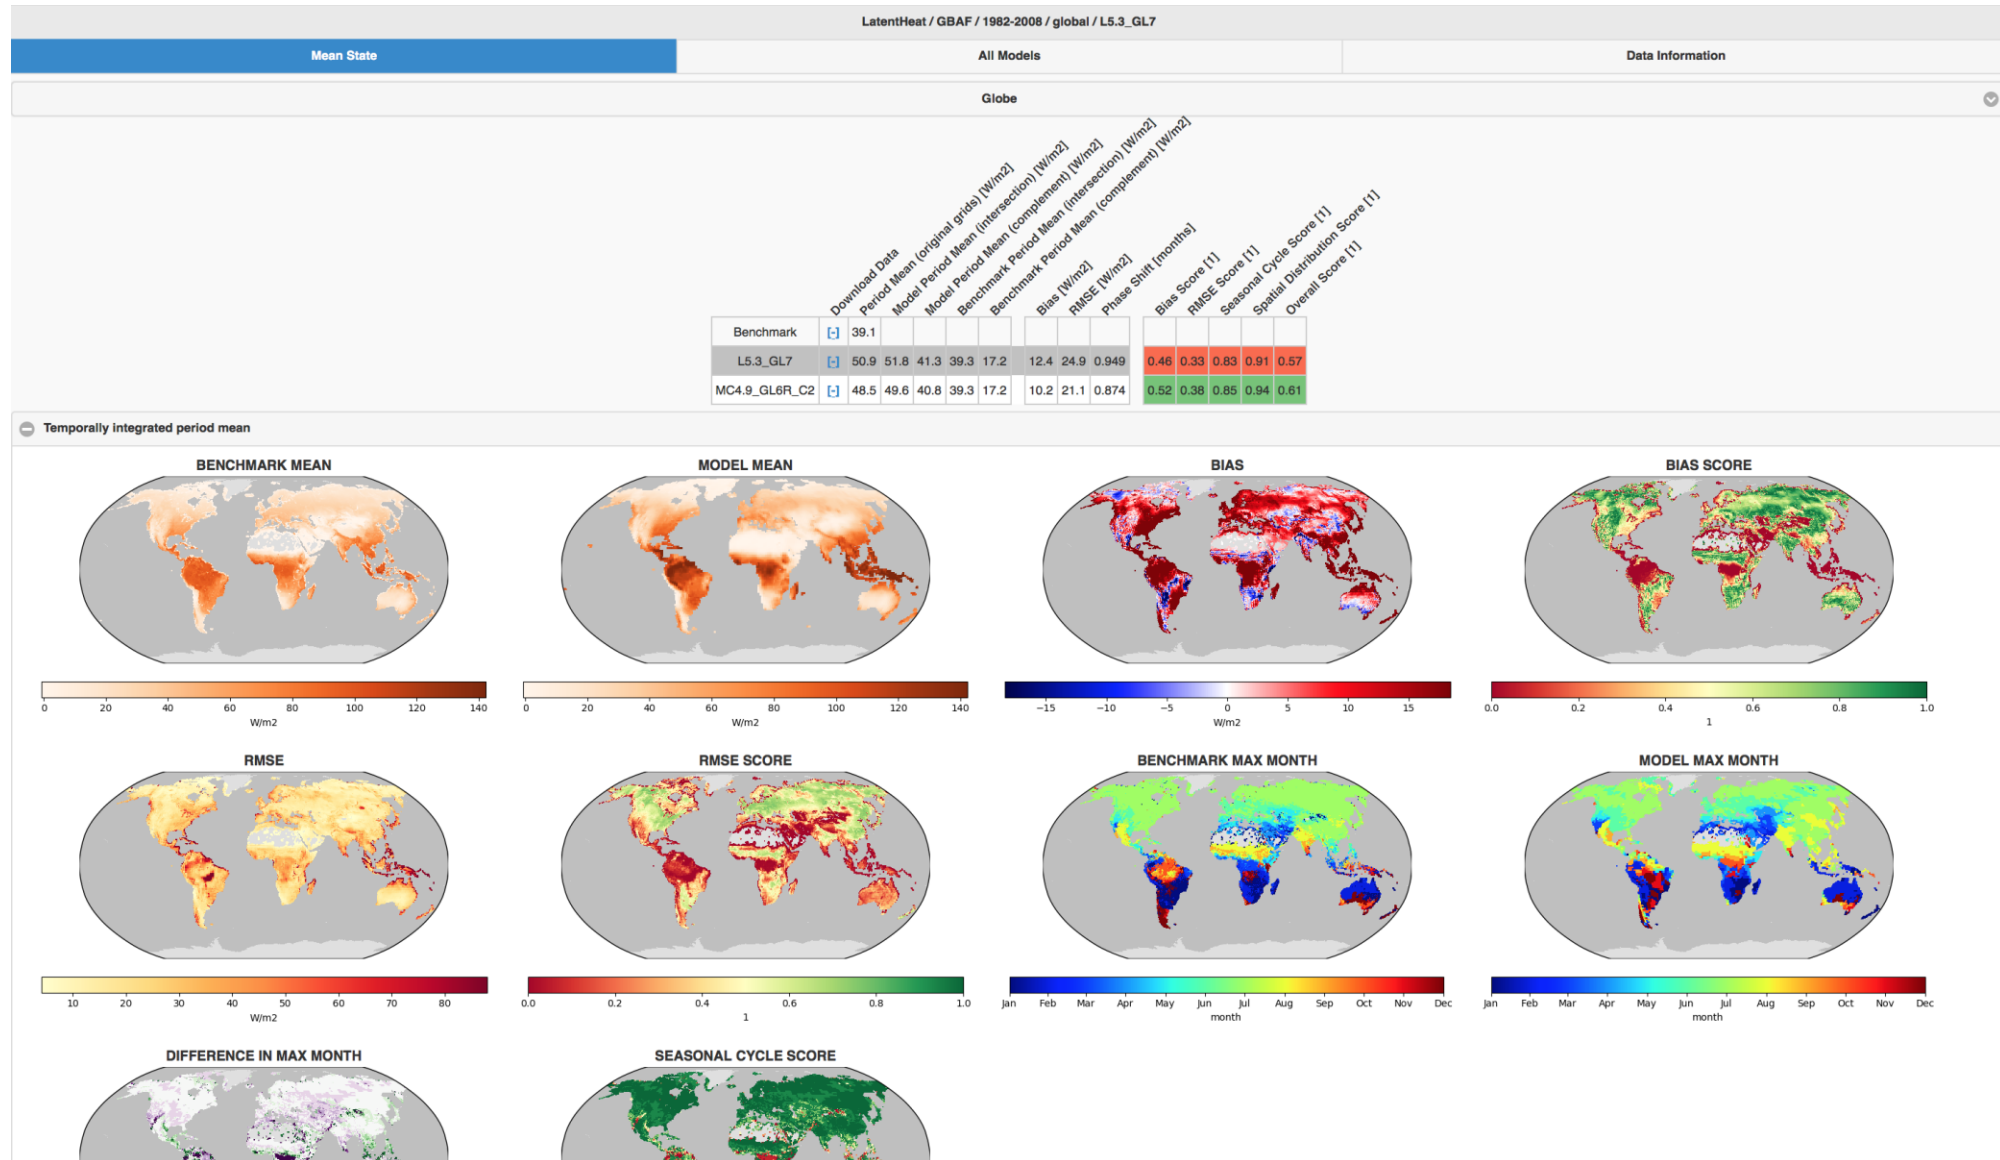 LatentHeat / GBAF / 1982-2008 / global / L5.3_GL7
Mean State All Models Data Information
Globe
Download Data
Period Mean (original grids) [W/m2]
Model Period Mean (intersection) [W/m2]
Model Period Mean (complement) [W/m2]
Benchmark Period Mean (intersection) [W/m2]
Benchmark Period Mean (complement) [W/m2]
Bias [W/m2]
RMSE [W/m2]
Phase Shift [months]
Bias Score [1]
RMSE Score [1]
Seasonal Cycle Score [1]
Spatial Distribution Score [1]
Overall Score [1]
Benchmark [-] 39.1
L5.3_GL7 [-] 50.9 51.8 41.3 39.3 17.2 12.4 24.9 0.949 0.46 0.33 0.83 0.91 0.57
MC4.9_GL6R_C2 [-] 48.5 49.6 40.8 39.3 17.2 10.2 21.1 0.874 0.52 0.38 0.85 0.94 0.61
Temporally integrated period mean
BENCHMARK MEAN MODEL MEAN BIAS BIAS SCORE
0 20 40 60 80 100 120 140 0 20 40 60 80 100 120 140 −15 −10 −5 0 5 10 15 0.0 0.2 0.4 0.6 0.8 1.0
W/m2 W/m2 W/m2 1
RMSE RMSE SCORE BENCHMARK MAX MONTH MODEL MAX MONTH
10 20 30 40 50 60 70 80 0.0 0.2 0.4 0.6 0.8 1.0 Jan Feb Mar Apr May Jun Jul Aug Sep Oct Nov Dec Jan Feb Mar Apr May Jun Jul Aug Sep Oct Nov Dec
W/m2 1 month month
DIFFERENCE IN MAX MONTH SEASONAL CYCLE SCORE